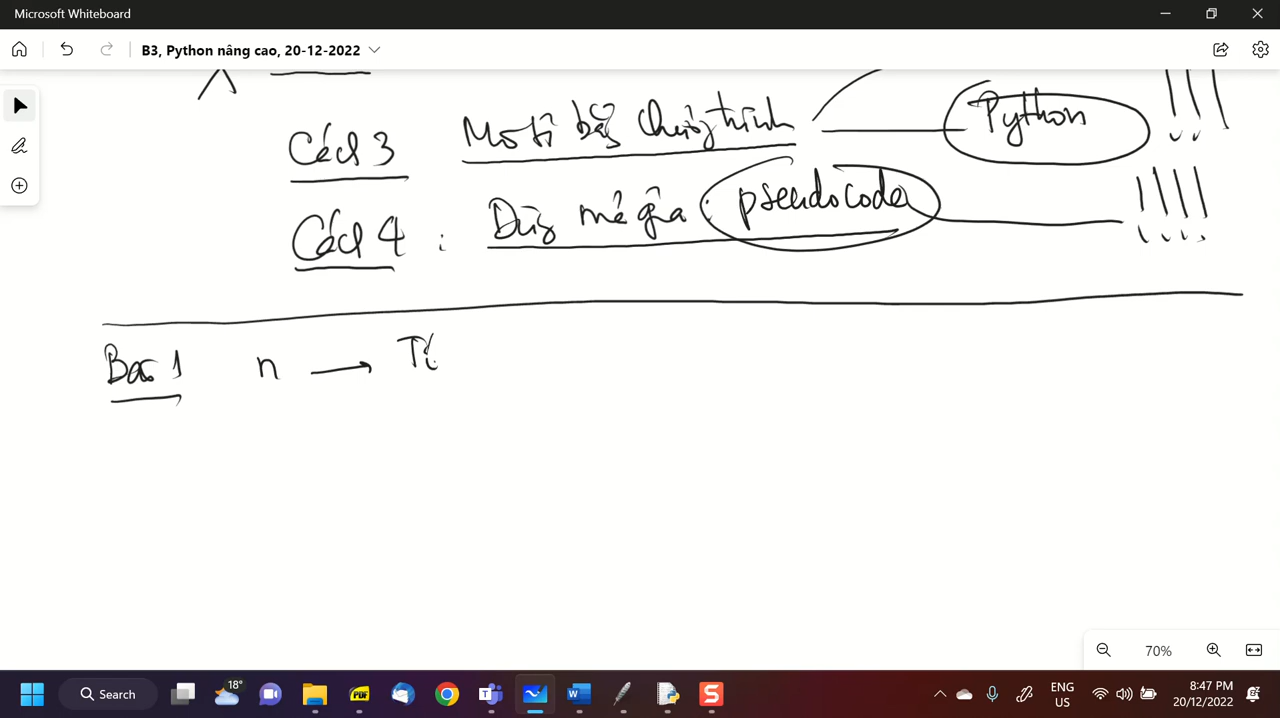 Microsoft Whiteboard
B3, Python nâng cao, 20-12-2022
Cách 3 Mô tả bằng chương trình Python !!!
Cách 4 : Dùng mã giả : pseudocode !!!!
Bài 1 n → Tí
70%
18°
Search
ENG
US
8:47 PM
20/12/2022